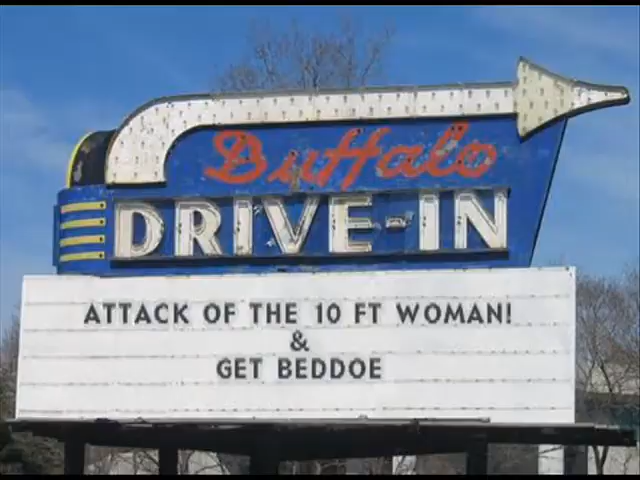 Buffalo
DRIVE-IN
ATTACK OF THE 10 FT WOMAN!
&
GET BEDDOE